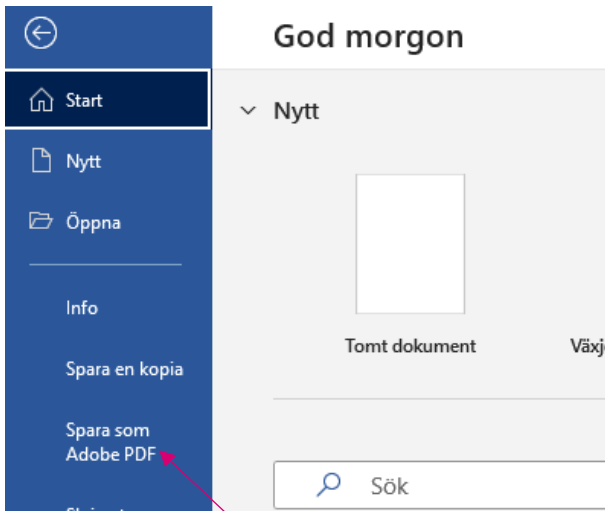 God morgon
Start
Nytt
Nytt
Öppna
Info
Tomt dokument
Spara en kopia
Spara som
Adobe PDF
Sök